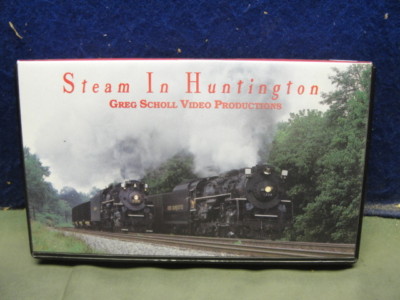 Steam In Huntington
Greg Scholl Video Productions